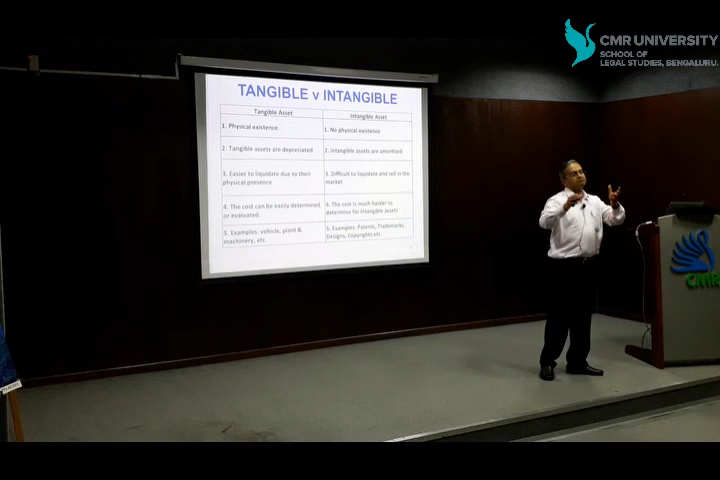 CMR UNIVERSITY
SCHOOL OF
LEGAL STUDIES, BENGALURU.
TANGIBLE v INTANGIBLE
Tangible Asset
Intangible Asset
1. Physical existence
1. No physical existence
2. Tangible assets are depreciated
2. Intangible assets are amortized
3. Easier to liquidate due to their
physical presence
3. Difficult to liquidate and sell in the
market
4. The cost can be easily determined
or evaluated.
4. The cost is much harder to
determine for Intangible assets
5. Examples: vehicle, plant &
machinery, etc.
5. Examples: Patents, Trademarks,
Designs, Copyrights etc.
CMR